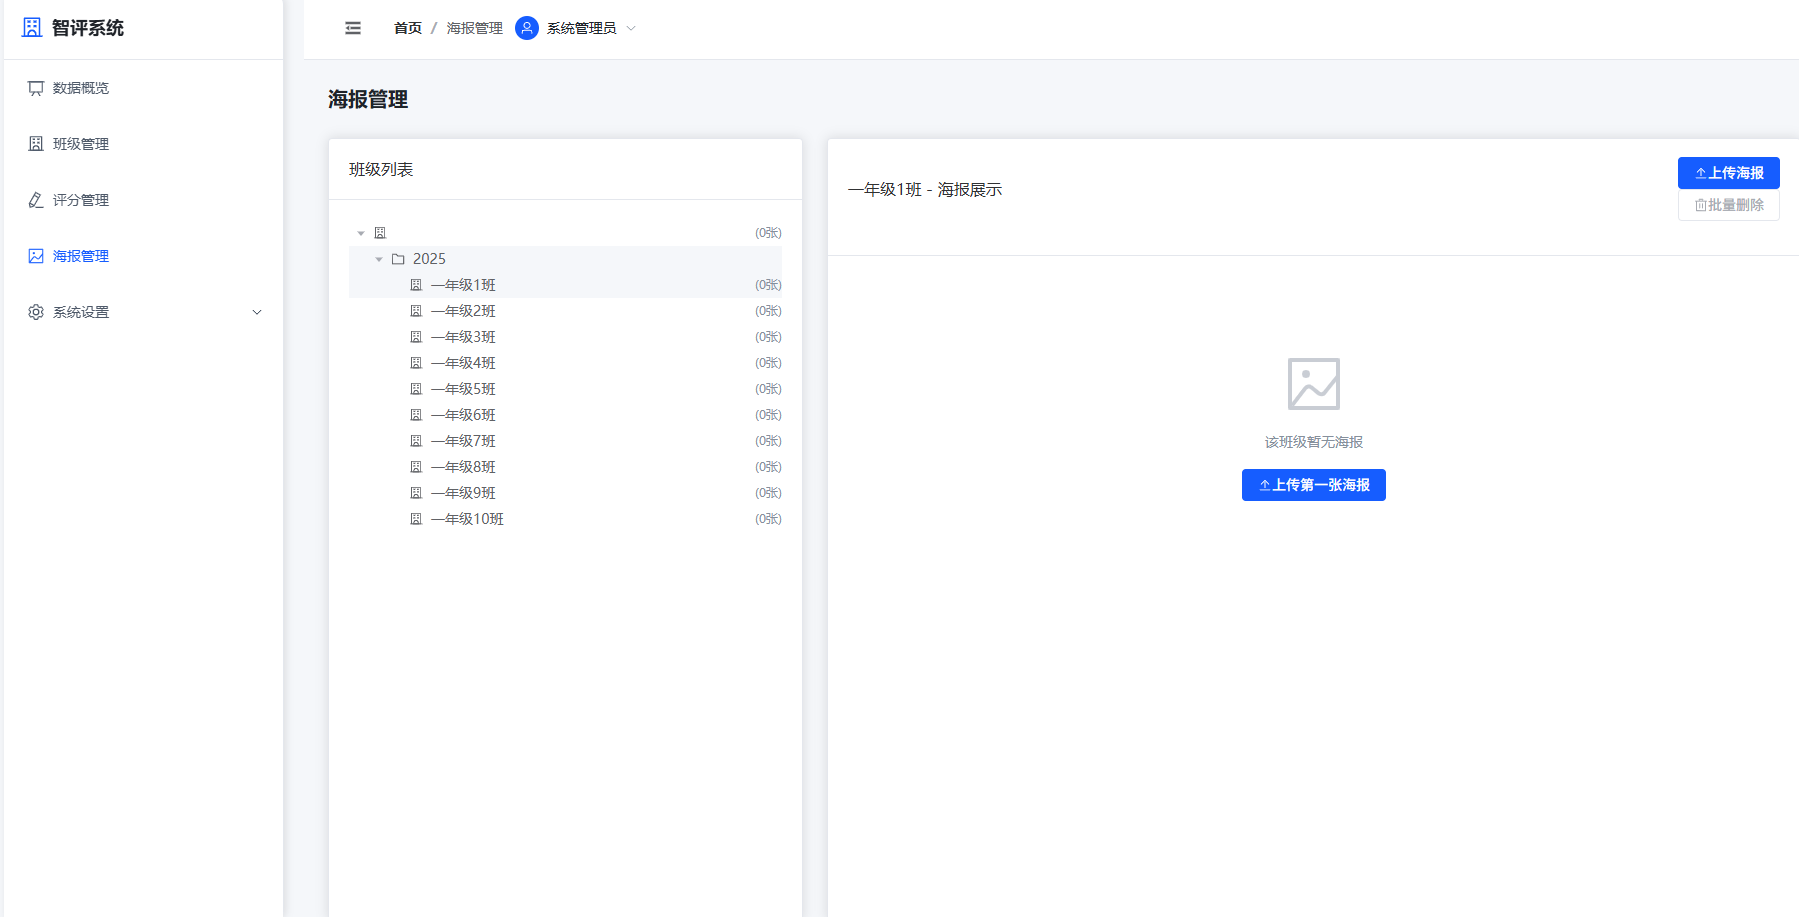 智评系统
首页 / 海报管理 系统管理员
数据概览
班级管理
评分管理
海报管理
系统设置
海报管理
班级列表
(0张)
2025
一年级1班 (0张)
一年级2班 (0张)
一年级3班 (0张)
一年级4班 (0张)
一年级5班 (0张)
一年级6班 (0张)
一年级7班 (0张)
一年级8班 (0张)
一年级9班 (0张)
一年级10班 (0张)
一年级1班 - 海报展示
上传海报
批量删除
该班级暂无海报
上传第一张海报